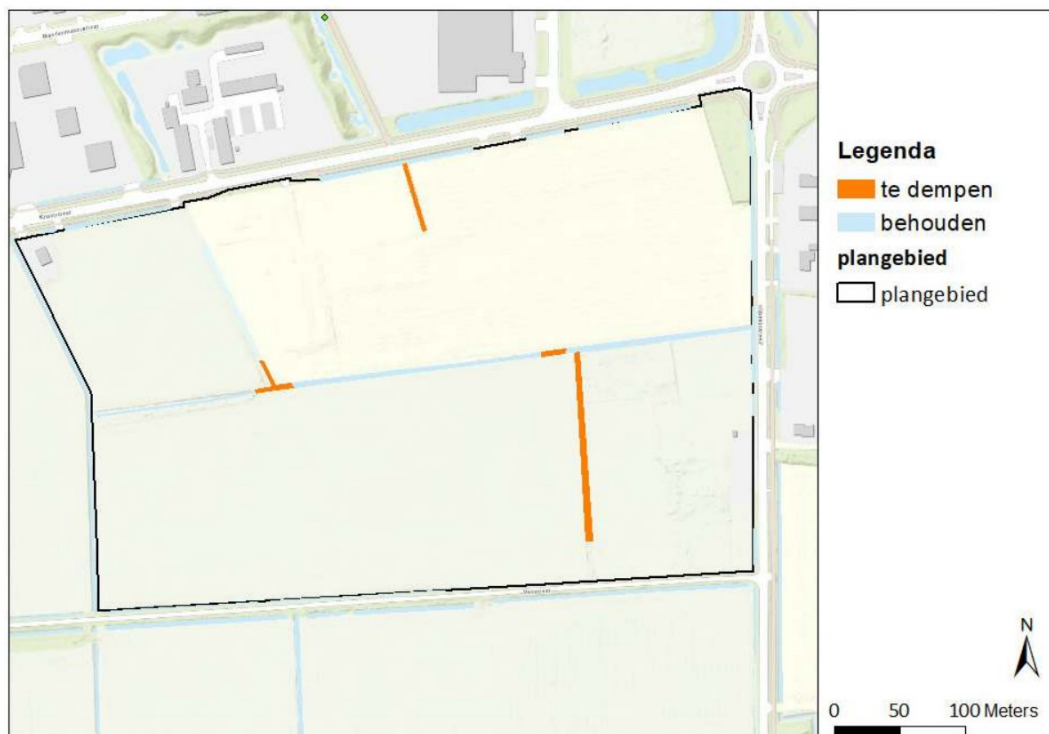 Legenda
te dempen
behouden
plangebied
plangebied
N
0 50 100 Meters